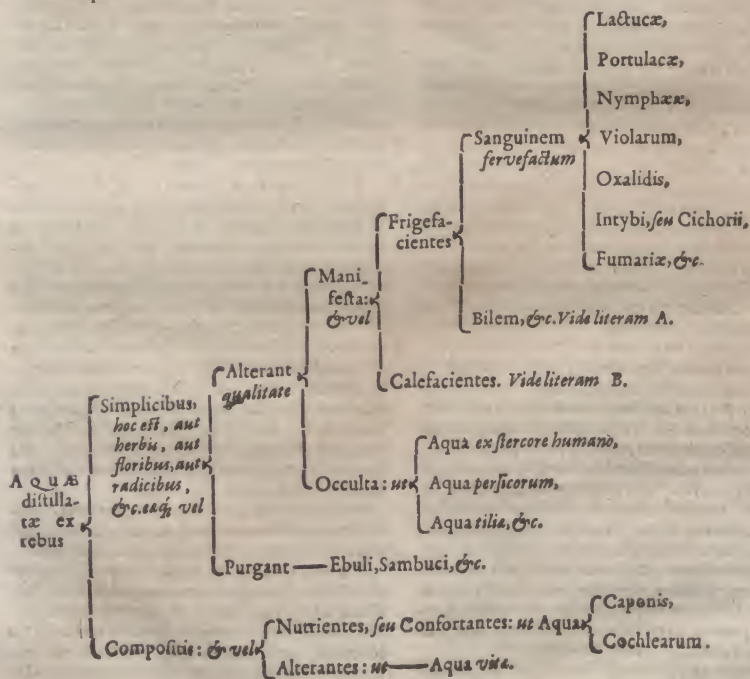 Lactucæ,
Portulacæ,
Nymphææ,
Sanguinem
fervefactum
Violarum,
Oxalidis,
Intybi, seu Cichorii,
Fumariæ, &c.
Frigefa-
cientes
Bilem, &c. Vide literam A.
Mani-
festa:
& vel
Calefacientes. Vide literam B.
Alterant
qualitate
Occulta: ut
Aqua ex stercore humano,
Aqua persicorum,
Aqua tiliæ, &c.
Simplicibus,
hoc est, aut
herbis, aut
floribus, aut
radicibus,
&c. eaq; vel
Purgant
Ebuli, Sambuci, &c.
AQUÆ
distilla-
tæ ex
rebus
Compositis: & vel
Nutrientes, seu Confortantes: ut Aqua
Caponis,
Cochlearum.
Alterantes: ut
Aqua vitæ.